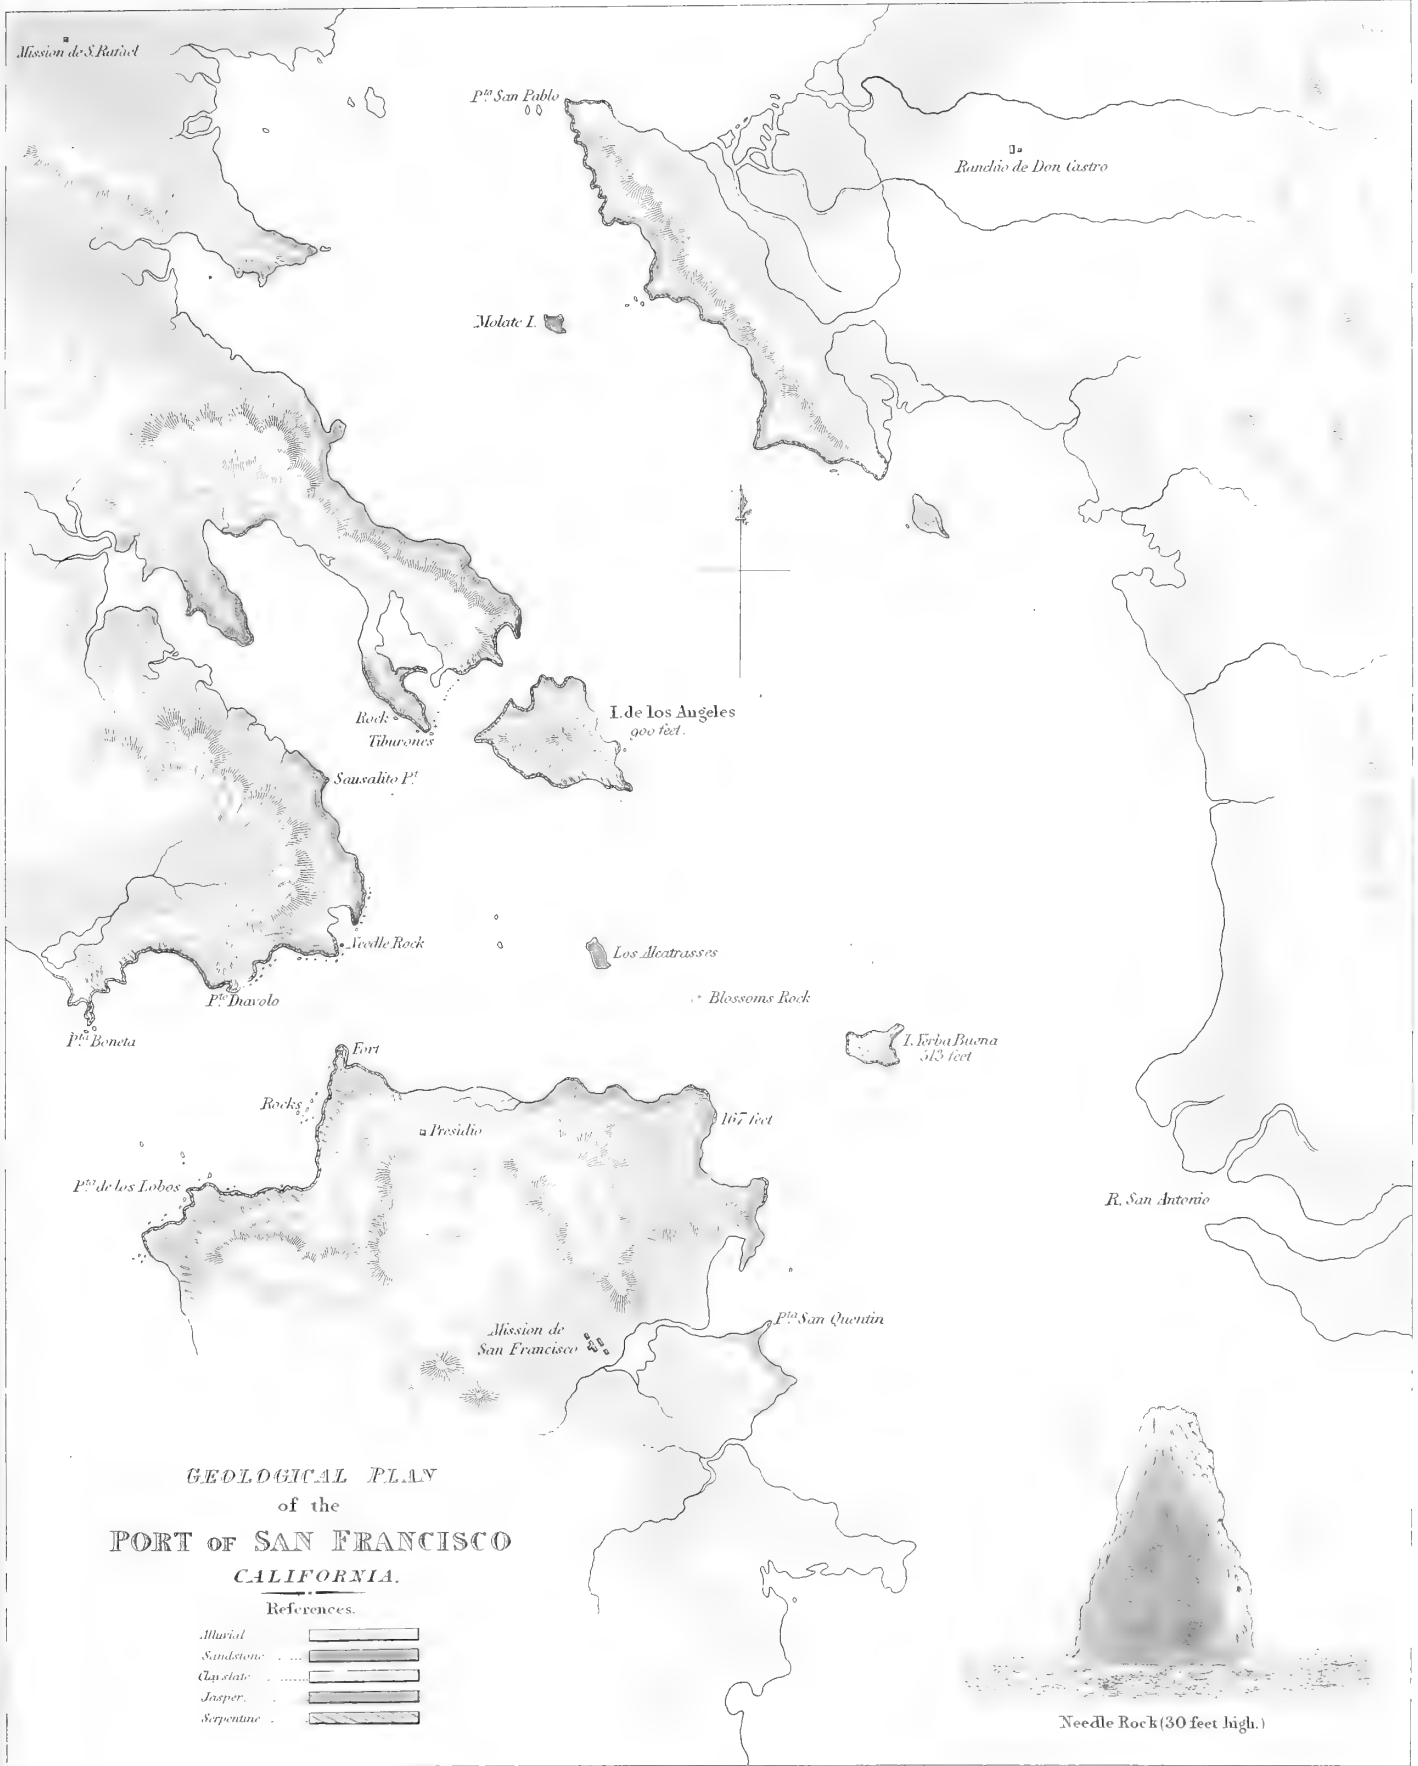 Mission de S. Rafael
Pta. San Pablo
Ranchio de Don Castro
Molate I.
I. de los Angeles
900 feet.
Rock
Tiburones
Sausalito Pt.
Needle Rock
Los Alcatrasses
Pta. Diavolo
Blossoms Rock
Pta. Boneta
I. Yerba Buena
313 feet
Fort
Rocks
167 feet
Presidio
Pta. de los Lobos
R. San Antonio
Pta. San Quentin
Mission de
San Francisco
GEOLOGICAL PLAN
of the
PORT OF SAN FRANCISCO
CALIFORNIA.
References.
Alluvial
Sandstone
Clay slate
Jasper.
Serpentine
Needle Rock (30 feet high.)